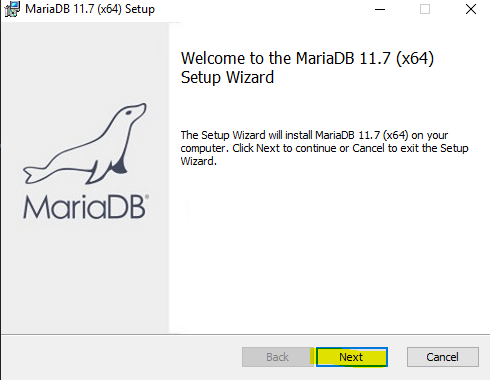 MariaDB 11.7 (x64) Setup
Welcome to the MariaDB 11.7 (x64)
Setup Wizard
The Setup Wizard will install MariaDB 11.7 (x64) on your
computer. Click Next to continue or Cancel to exit the Setup
Wizard.
MariaDB®
Back Next Cancel